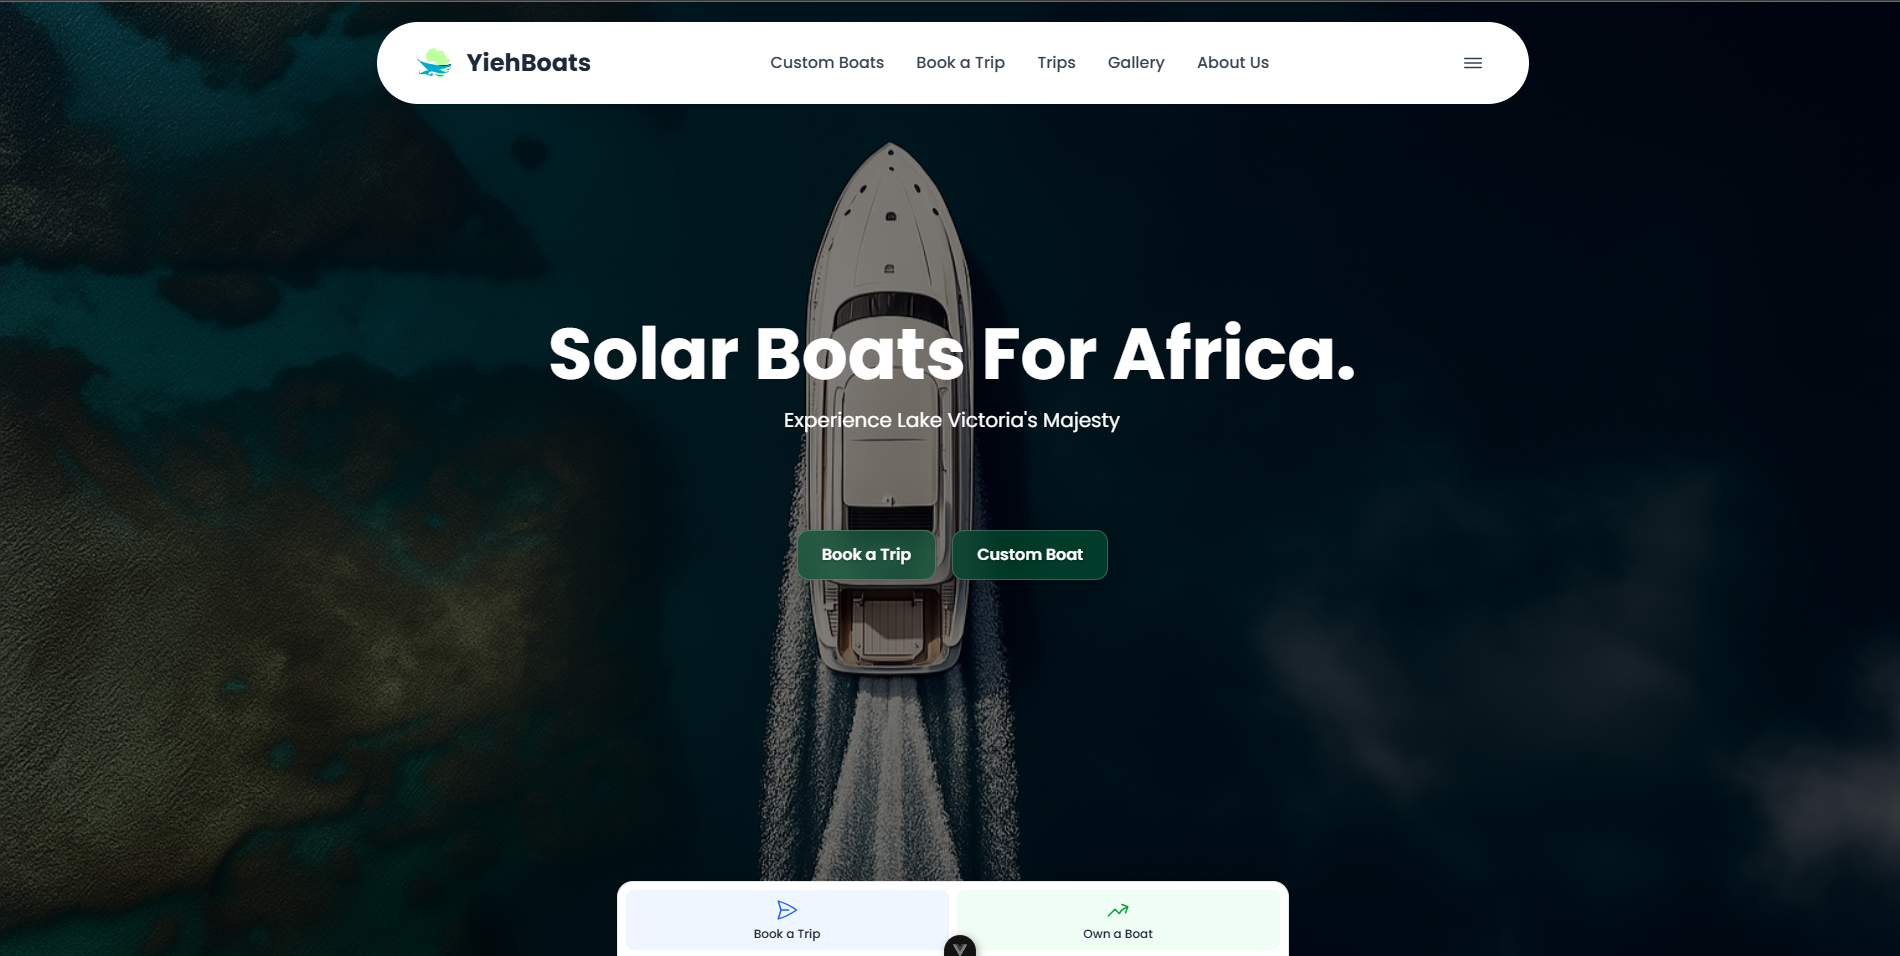 YiehBoats
Custom Boats
Book a Trip
Trips
Gallery
About Us
Solar Boats For Africa.
Experience Lake Victoria's Majesty
Book a Trip
Custom Boat
Book a Trip
Own a Boat